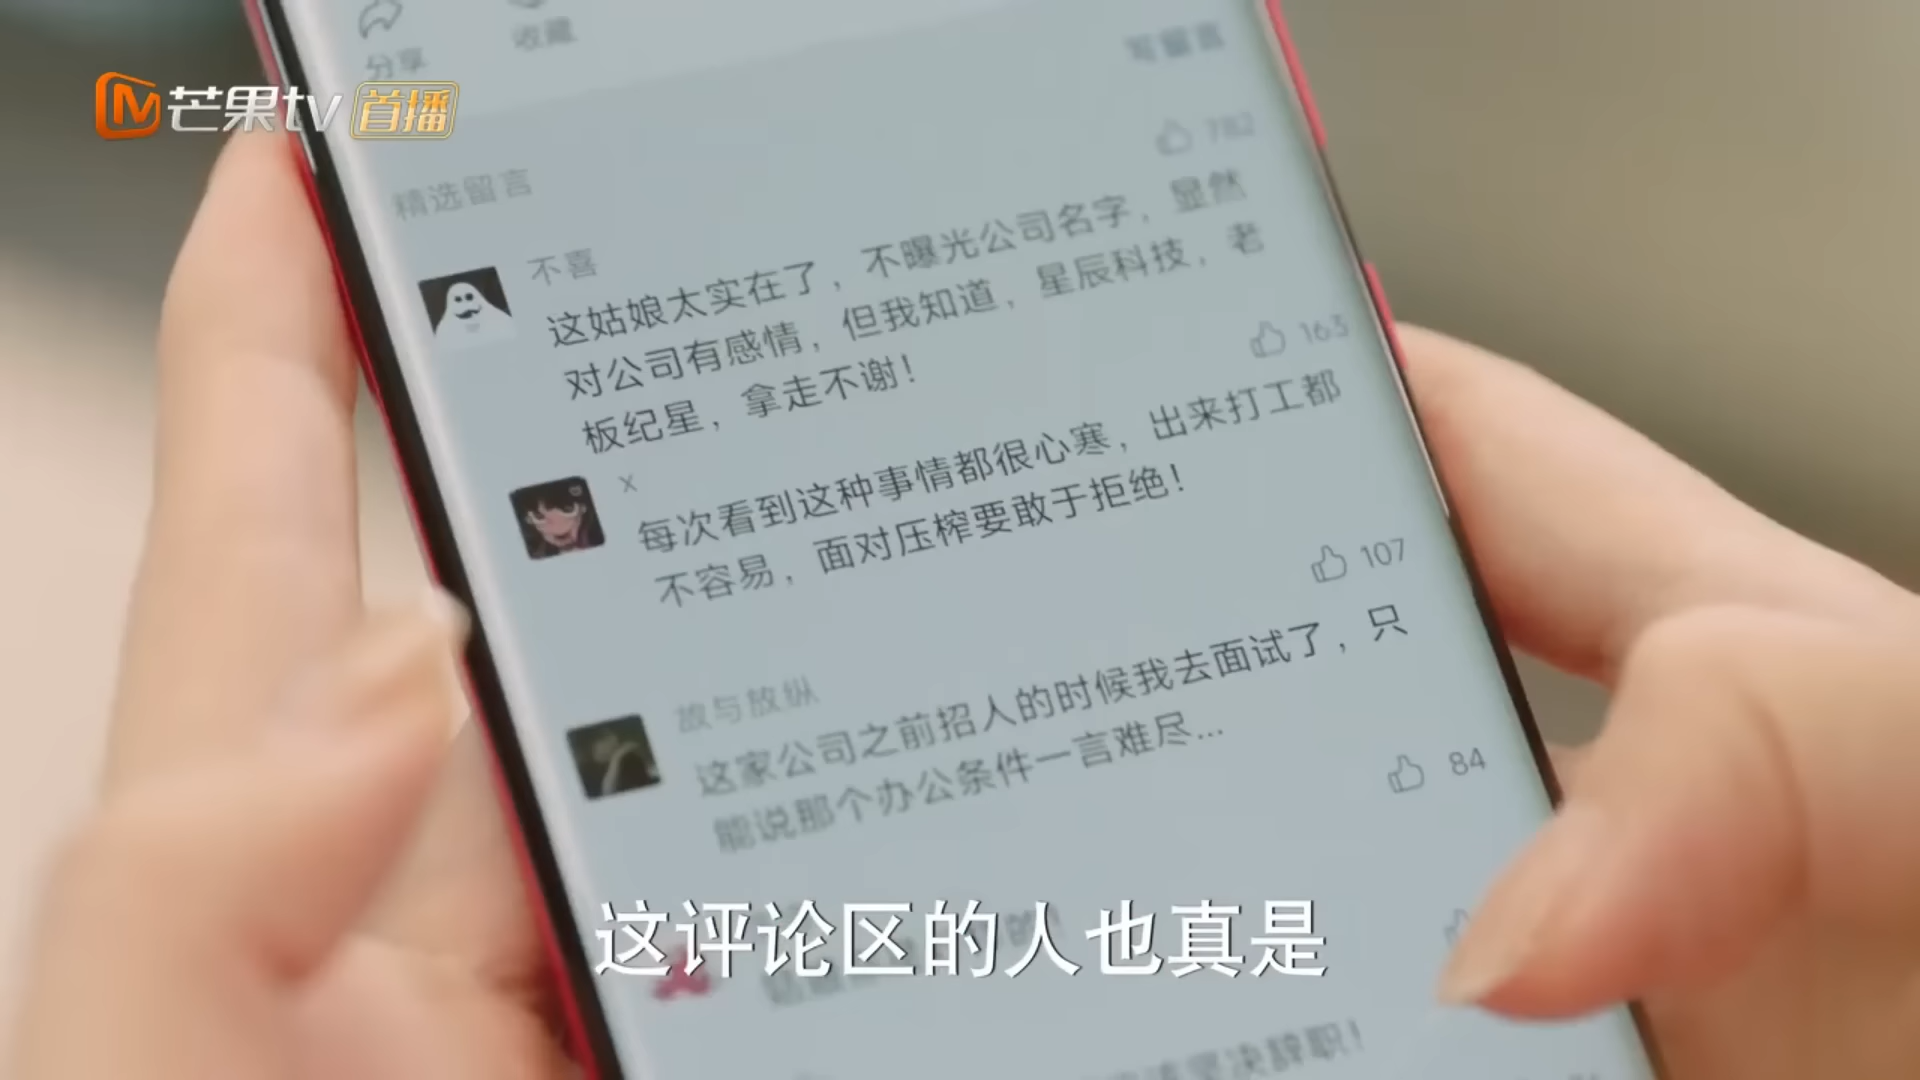 分享
收藏
写留言
芒果tv 首播
782
精选留言
不喜
这姑娘太实在了，不曝光公司名字，显然
对公司有感情，但我知道，星辰科技，老
板纪星，拿走不谢！
163
x
每次看到这种事情都很心寒，出来打工都
不容易，面对压榨要敢于拒绝！
107
放与放纵
这家公司之前招人的时候我去面试了，只
能说那个办公条件一言难尽...
84
这评论区的人也真是
坚决辞职！